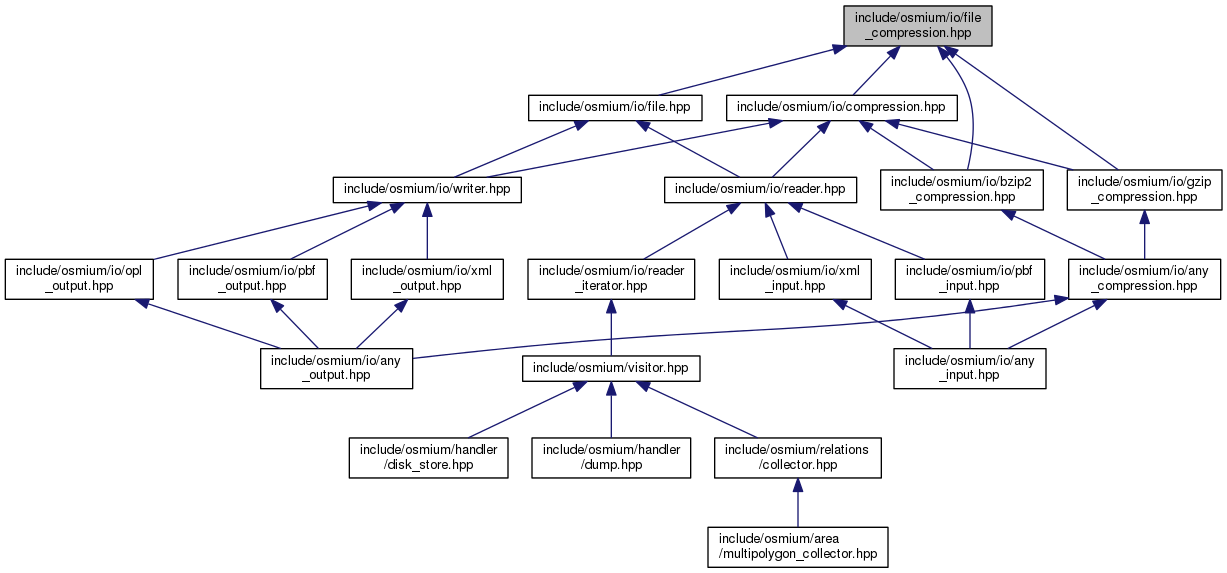 include/osmium/io/file
_compression.hpp
include/osmium/io/file.hpp
include/osmium/io/compression.hpp
include/osmium/io/writer.hpp
include/osmium/io/reader.hpp
include/osmium/io/bzip2
_compression.hpp
include/osmium/io/gzip
_compression.hpp
include/osmium/io/opl
_output.hpp
include/osmium/io/pbf
_output.hpp
include/osmium/io/xml
_output.hpp
include/osmium/io/reader
_iterator.hpp
include/osmium/io/xml
_input.hpp
include/osmium/io/pbf
_input.hpp
include/osmium/io/any
_compression.hpp
include/osmium/io/any
_output.hpp
include/osmium/visitor.hpp
include/osmium/io/any
_input.hpp
include/osmium/handler
/disk_store.hpp
include/osmium/handler
/dump.hpp
include/osmium/relations
/collector.hpp
include/osmium/area
/multipolygon_collector.hpp